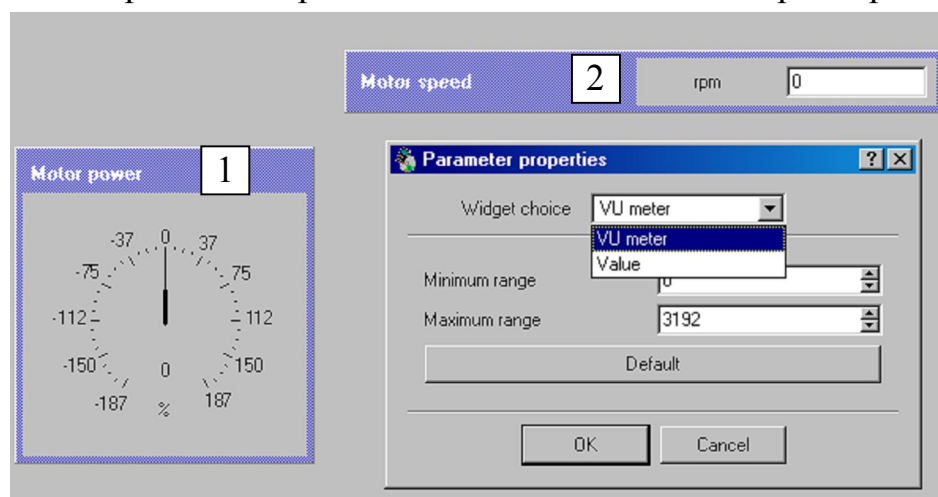 Motor speed 2 rpm 0
Parameter properties
Widget choice VU meter
VU meter
Value
Minimum range 0
Maximum range 3192
Default
OK Cancel
Motor power 1
-37 0 37
-75 75
-112 112
-150 0 150
-187 % 187